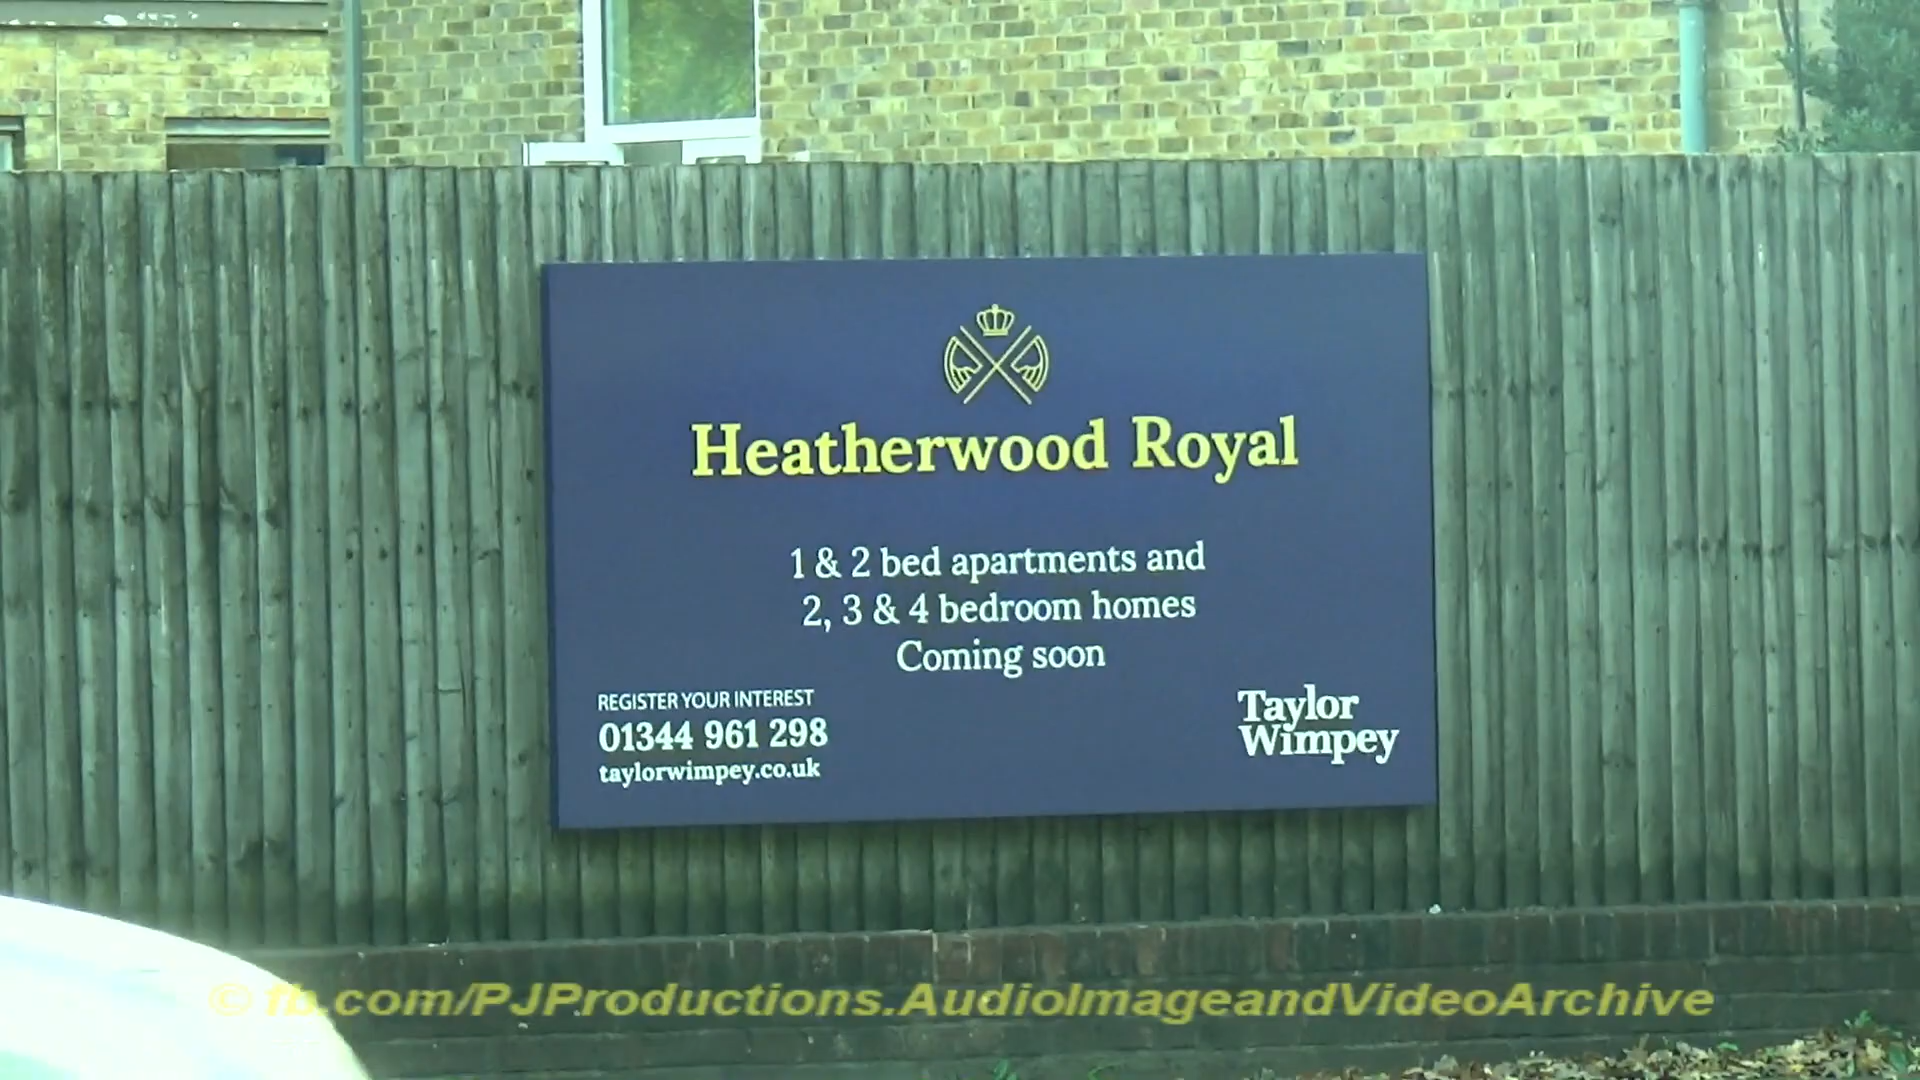 Heatherwood Royal
1 & 2 bed apartments and
2, 3 & 4 bedroom homes
Coming soon
REGISTER YOUR INTEREST
01344 961 298
taylorwimpey.co.uk
Taylor
Wimpey
© fb.com/PJProductions.AudioImageandVideoArchive